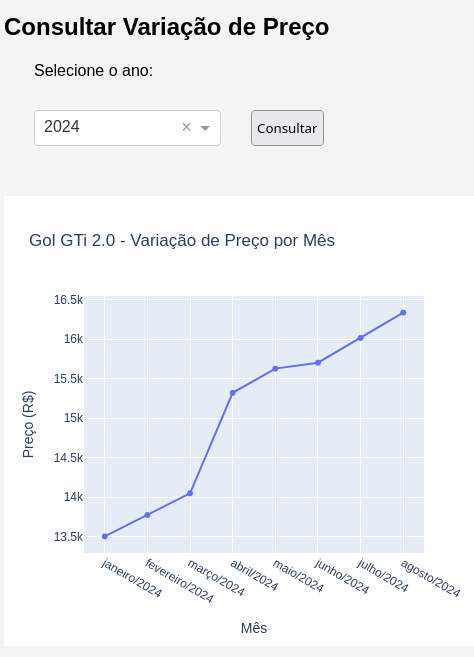 Consultar Variação de Preço
Selecione o ano:
2024 ×
Consultar
Gol GTi 2.0 - Variação de Preço por Mês
Preço (R$)
16.5k
16k
15.5k
15k
14.5k
14k
13.5k
janeiro/2024
fevereiro/2024
março/2024
abril/2024
maio/2024
junho/2024
julho/2024
agosto/2024
Mês